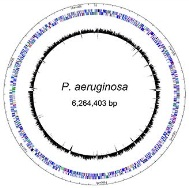 P. aeruginosa
6,264,403 bp